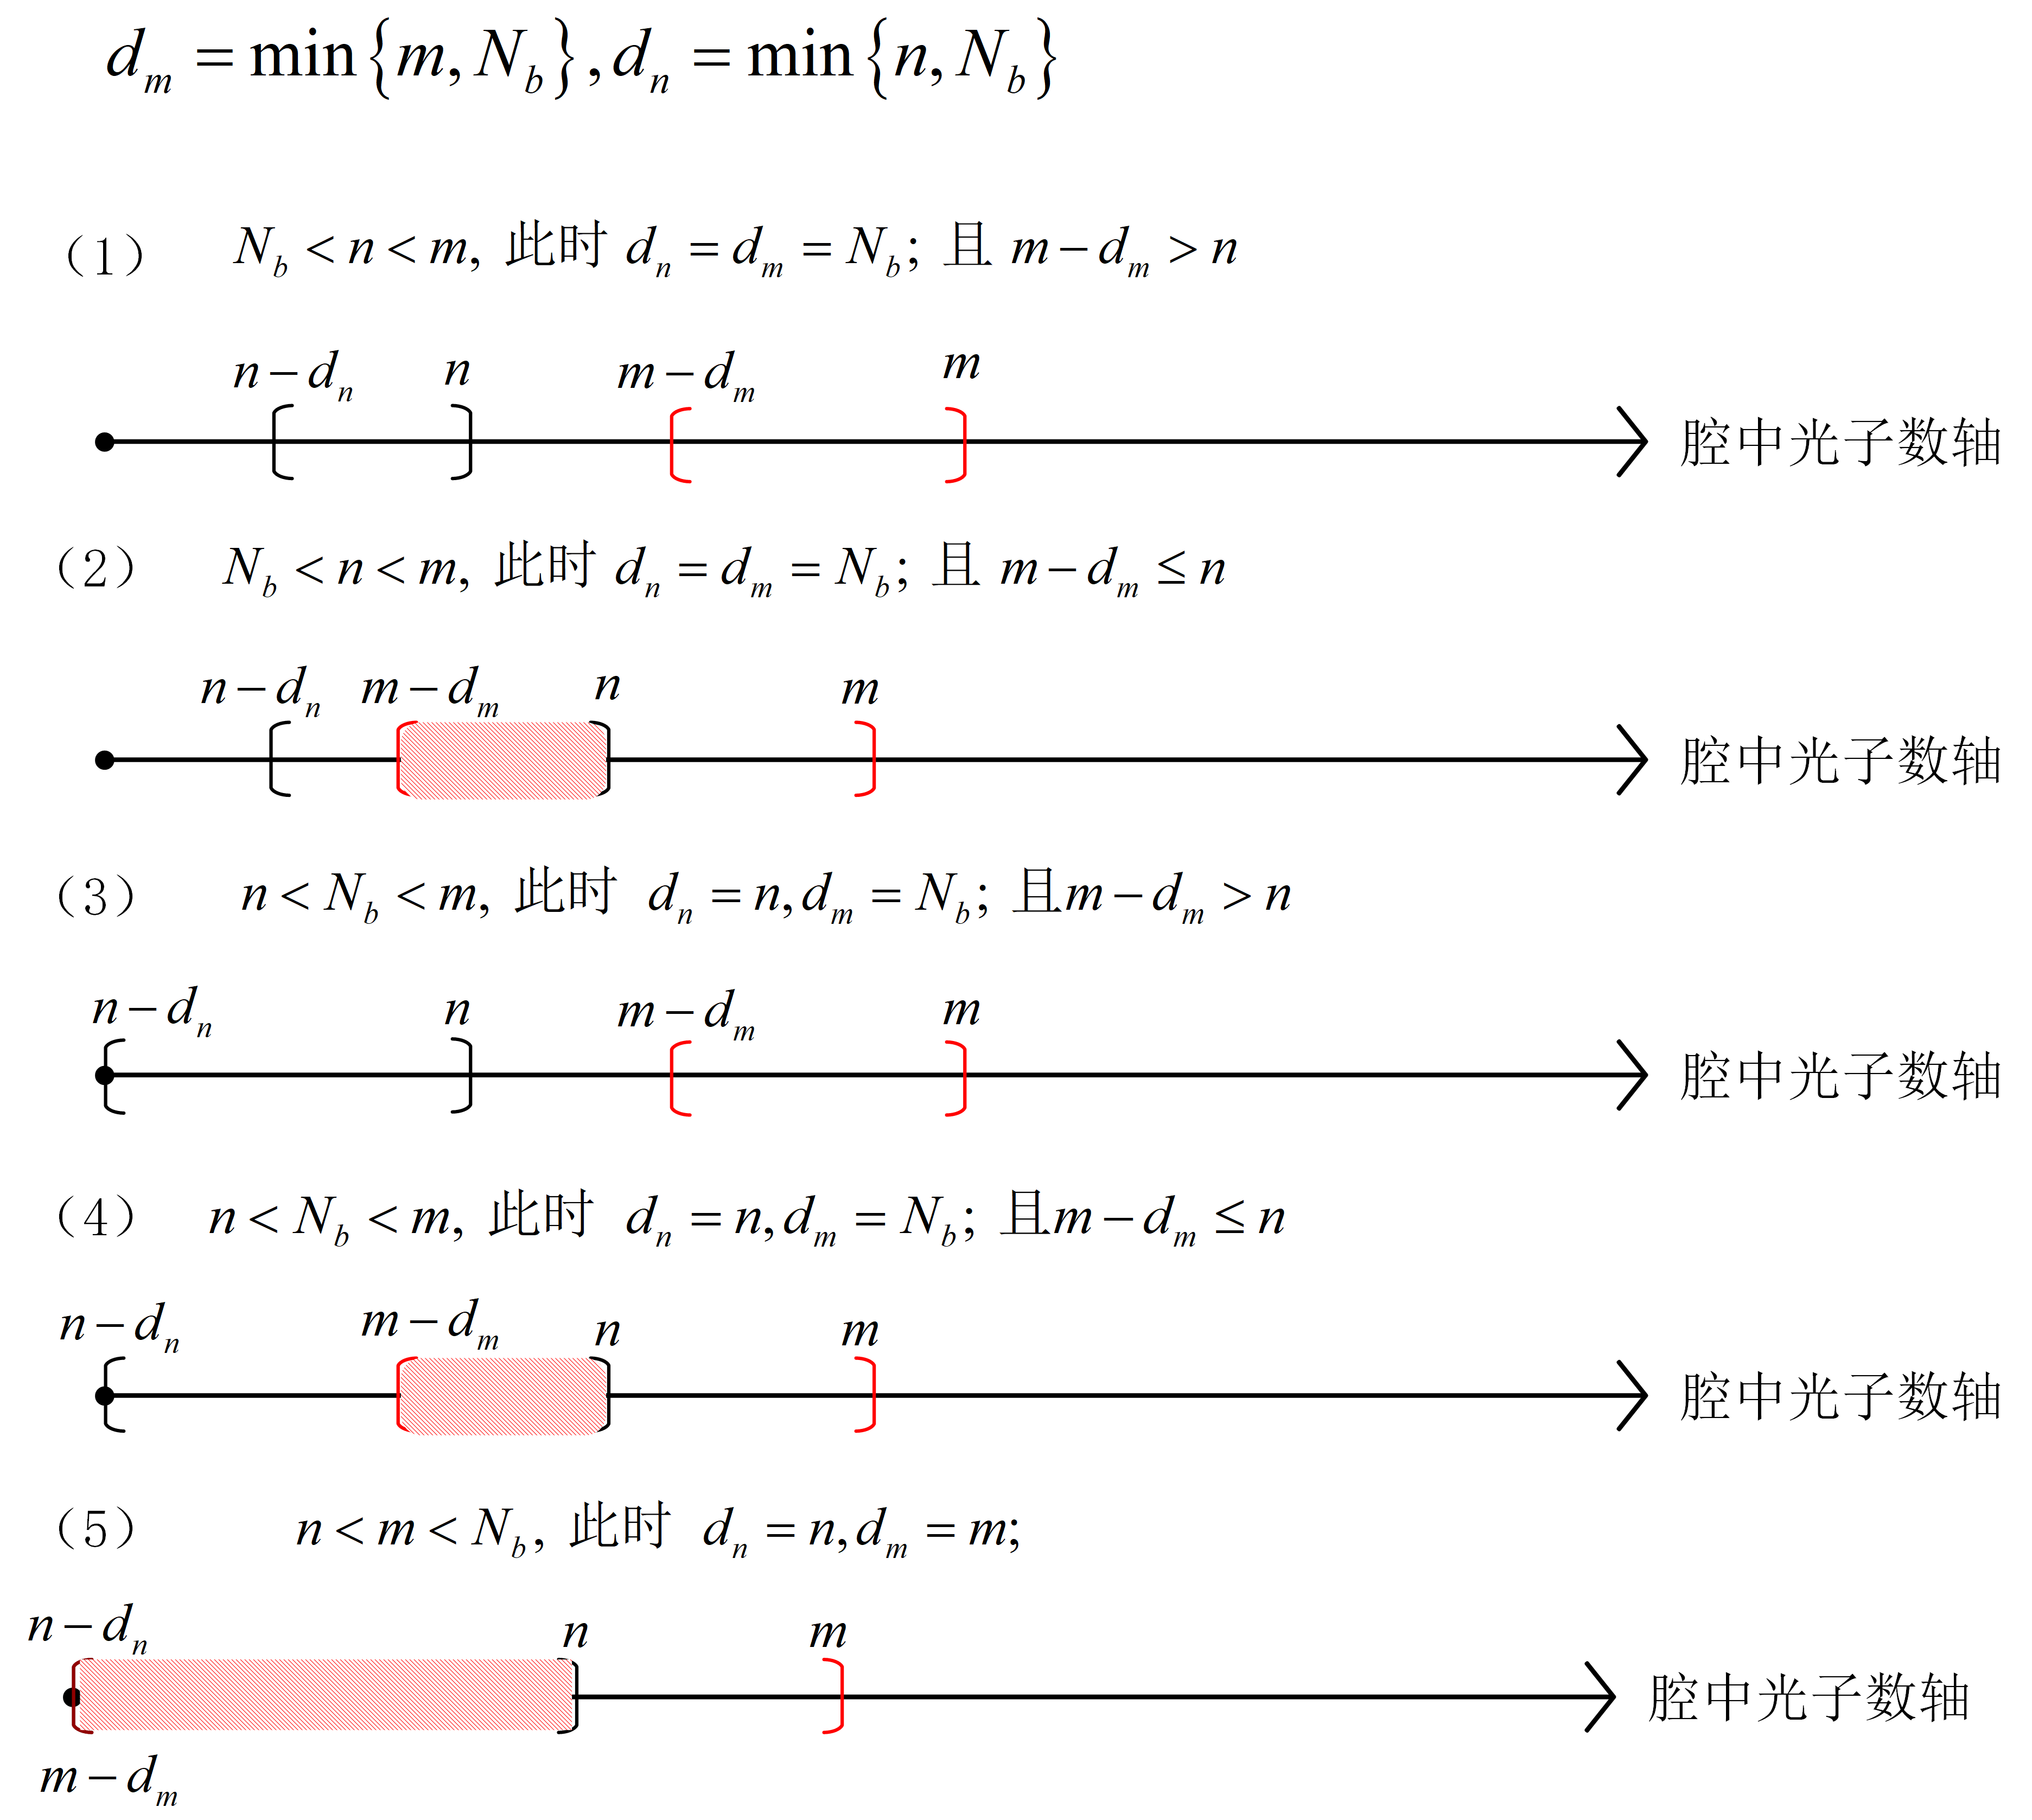 d_m = min{m, N_b}, d_n = min{n, N_b}
（1） N_b < n < m, 此时 d_n = d_m = N_b; 且 m − d_m > n
n − d_n n m − d_m m
腔中光子数轴
（2） N_b < n < m, 此时 d_n = d_m = N_b; 且 m − d_m ≤ n
n − d_n m − d_m n m
腔中光子数轴
（3） n < N_b < m, 此时 d_n = n, d_m = N_b; 且m − d_m > n
n − d_n n m − d_m m
腔中光子数轴
（4） n < N_b < m, 此时 d_n = n, d_m = N_b; 且m − d_m ≤ n
n − d_n m − d_m n m
腔中光子数轴
（5） n < m < N_b, 此时 d_n = n, d_m = m;
n − d_n n m
腔中光子数轴
m − d_m